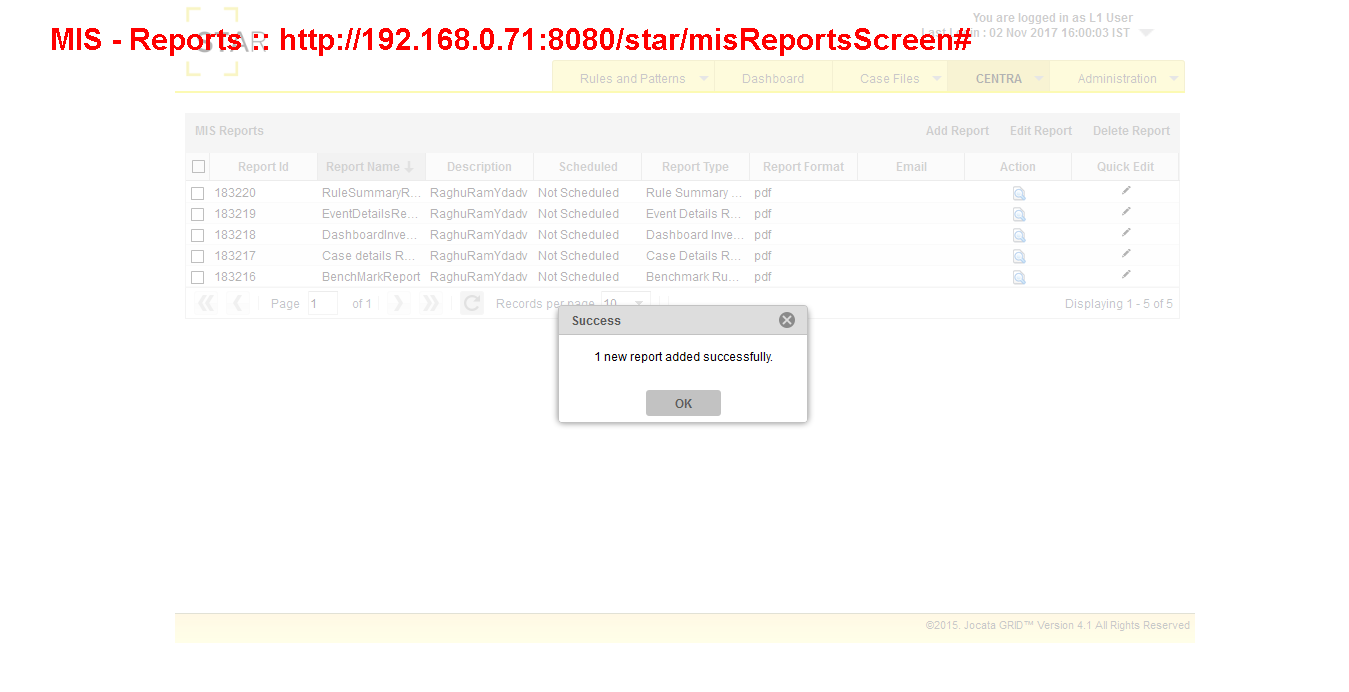 You are logged in as L1 User
MIS - Reports :: http://192.168.0.71:8080/star/misReportsScreen#
STAR
: 02 Nov 2017 16:00:03 IST
Rules and Patterns Dashboard Case Files CENTRA Administration
MIS Reports Add Report Edit Report Delete Report
Report Id Report Name Description Scheduled Report Type Report Format Email Action Quick Edit
183220 RuleSummaryR... RaghuRamYdadv Not Scheduled Rule Summary ... pdf
183219 EventDetailsRe... RaghuRamYdadv Not Scheduled Event Details R... pdf
183218 DashboardInve... RaghuRamYdadv Not Scheduled Dashboard Inve... pdf
183217 Case details R... RaghuRamYdadv Not Scheduled Case Details R... pdf
183216 BenchMarkReport RaghuRamYdadv Not Scheduled Benchmark Ru... pdf
Page 1 of 1 Records per page 10 Displaying 1 - 5 of 5
Success
1 new report added successfully.
OK
©2015. Jocata GRID™ Version 4.1 All Rights Reserved